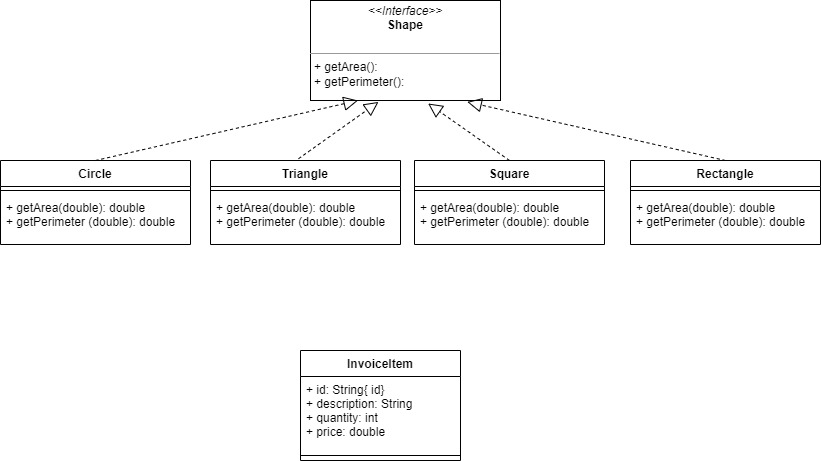 <<Interface>>
Shape
+ getArea():
+ getPerimeter():
Circle
+ getArea(double): double
+ getPerimeter (double): double
Triangle
+ getArea(double): double
+ getPerimeter (double): double
Square
+ getArea(double): double
+ getPerimeter (double): double
Rectangle
+ getArea(double): double
+ getPerimeter (double): double
InvoiceItem
+ id: String{ id}
+ description: String
+ quantity: int
+ price: double